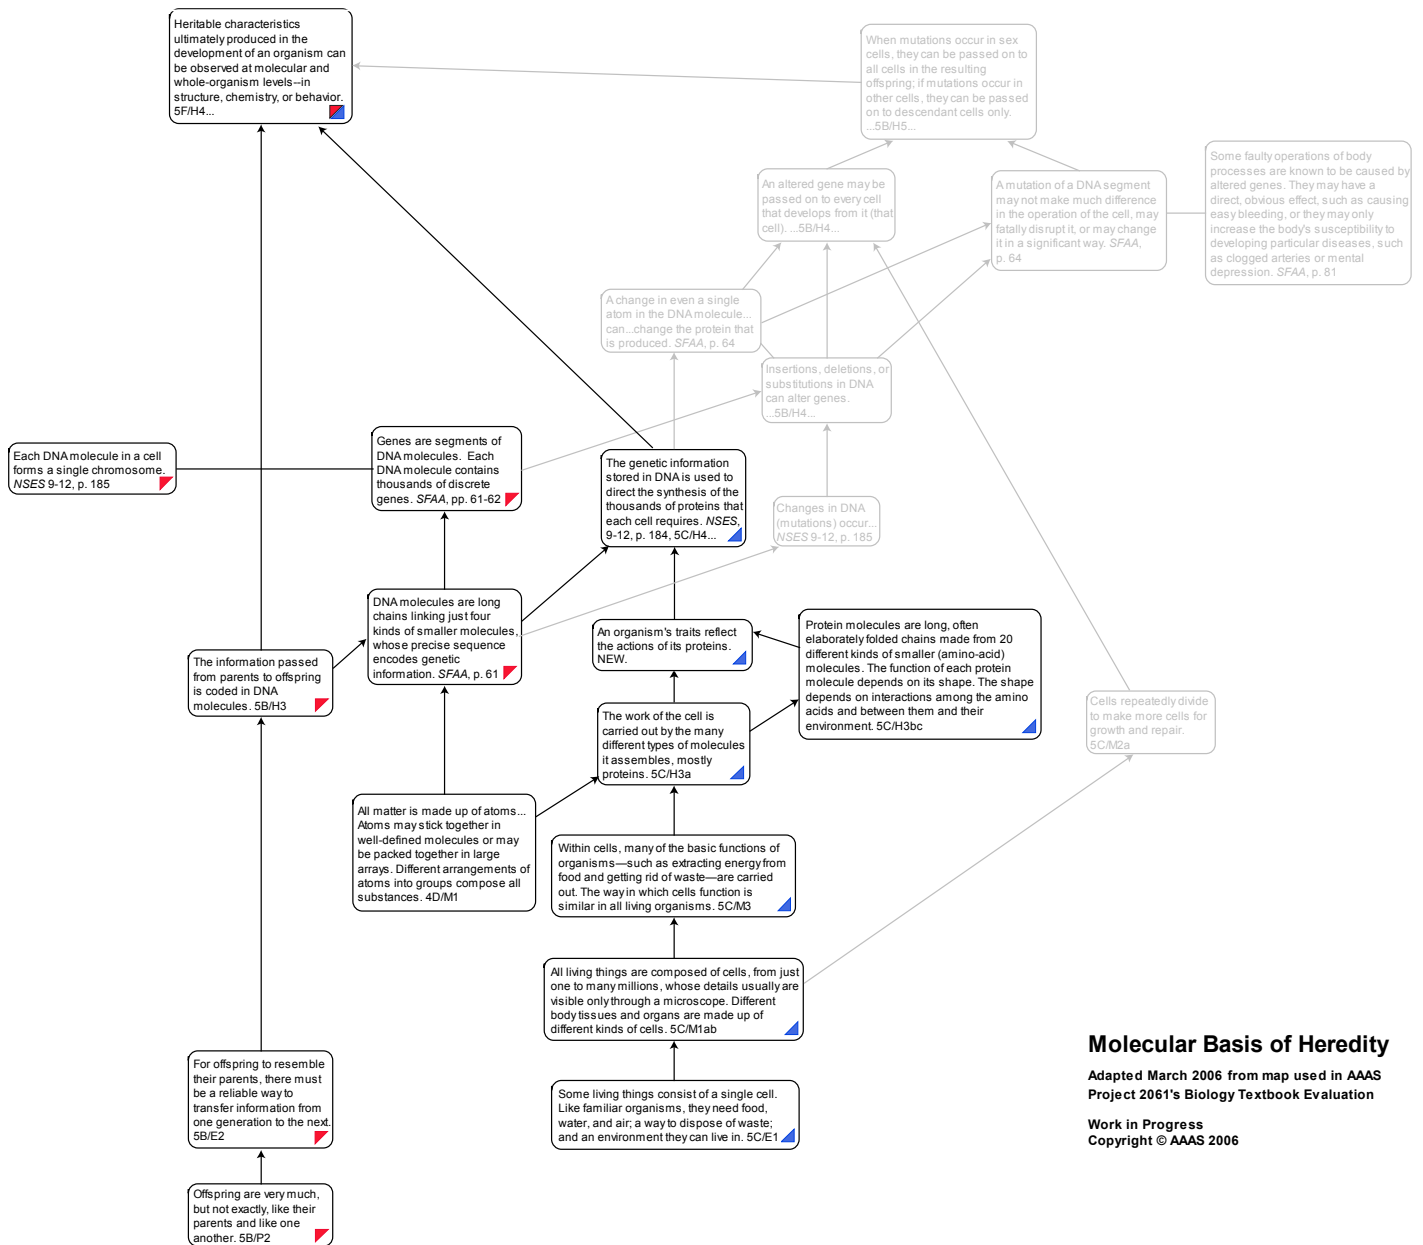 Heritable characteristics
ultimately produced in the
development of an organism can
be observed at molecular and
whole-organism levels--in
structure, chemistry, or behavior.
5F/H4...
When mutations occur in sex
cells, they can be passed on to
all cells in the resulting
offspring; if mutations occur in
other cells, they can be passed
on to descendant cells only.
...5B/H5...
An altered gene may be
passed on to every cell
that develops from it (that
cell). ...5B/H4...
A mutation of a DNA segment
may not make much difference
in the operation of the cell, may
fatally disrupt it, or may change
it in a significant way. SFAA,
p. 64
Some faulty operations of body
processes are known to be caused by
altered genes. They may have a
direct, obvious effect, such as causing
easy bleeding, or they may only
increase the body's susceptibility to
developing particular diseases, such
as clogged arteries or mental
depression. SFAA, p. 81
A change in even a single
atom in the DNA molecule...
can...change the protein that
is produced. SFAA, p. 64
Insertions, deletions, or
substitutions in DNA
can alter genes.
...5B/H4...
Each DNA molecule in a cell
forms a single chromosome.
NSES 9-12, p. 185
Genes are segments of
DNA molecules. Each
DNA molecule contains
thousands of discrete
genes. SFAA, pp. 61-62
The genetic information
stored in DNA is used to
direct the synthesis of the
thousands of proteins that
each cell requires. NSES,
9-12, p. 184, 5C/H4...
Changes in DNA
(mutations) occur...
NSES 9-12, p. 185
DNA molecules are long
chains linking just four
kinds of smaller molecules,
whose precise sequence
encodes genetic
information. SFAA, p. 61
An organism's traits reflect
the actions of its proteins.
NEW.
Protein molecules are long, often
elaborately folded chains made from 20
different kinds of smaller (amino-acid)
molecules. The function of each protein
molecule depends on its shape. The shape
depends on interactions among the amino
acids and between them and their
environment. 5C/H3bc
The information passed
from parents to offspring
is coded in DNA
molecules. 5B/H3
The work of the cell is
carried out by the many
different types of molecules
it assembles, mostly
proteins. 5C/H3a
Cells repeatedly divide
to make more cells for
growth and repair.
5C/M2a
All matter is made up of atoms...
Atoms may stick together in
well-defined molecules or may
be packed together in large
arrays. Different arrangements of
atoms into groups compose all
substances. 4D/M1
Within cells, many of the basic functions of
organisms—such as extracting energy from
food and getting rid of waste—are carried
out. The way in which cells function is
similar in all living organisms. 5C/M3
All living things are composed of cells, from just
one to many millions, whose details usually are
visible only through a microscope. Different
body tissues and organs are made up of
different kinds of cells. 5C/M1ab
For offspring to resemble
their parents, there must
be a reliable way to
transfer information from
one generation to the next.
5B/E2
Some living things consist of a single cell.
Like familiar organisms, they need food,
water, and air; a way to dispose of waste;
and an environment they can live in. 5C/E1
Offspring are very much,
but not exactly, like their
parents and like one
another. 5B/P2
Molecular Basis of Heredity
Adapted March 2006 from map used in AAAS
Project 2061's Biology Textbook Evaluation
Work in Progress
Copyright © AAAS 2006